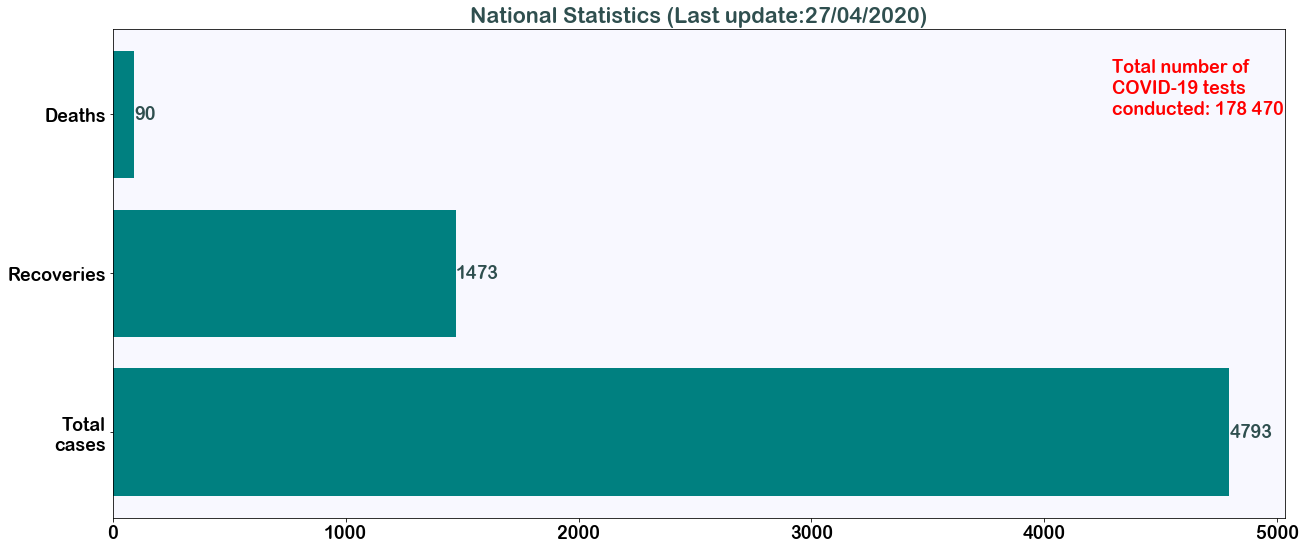 National Statistics (Last update:27/04/2020)
Total number of
COVID-19 tests
conducted: 178 470
Deaths
90
Recoveries
1473
Total
cases
4793
0 1000 2000 3000 4000 5000